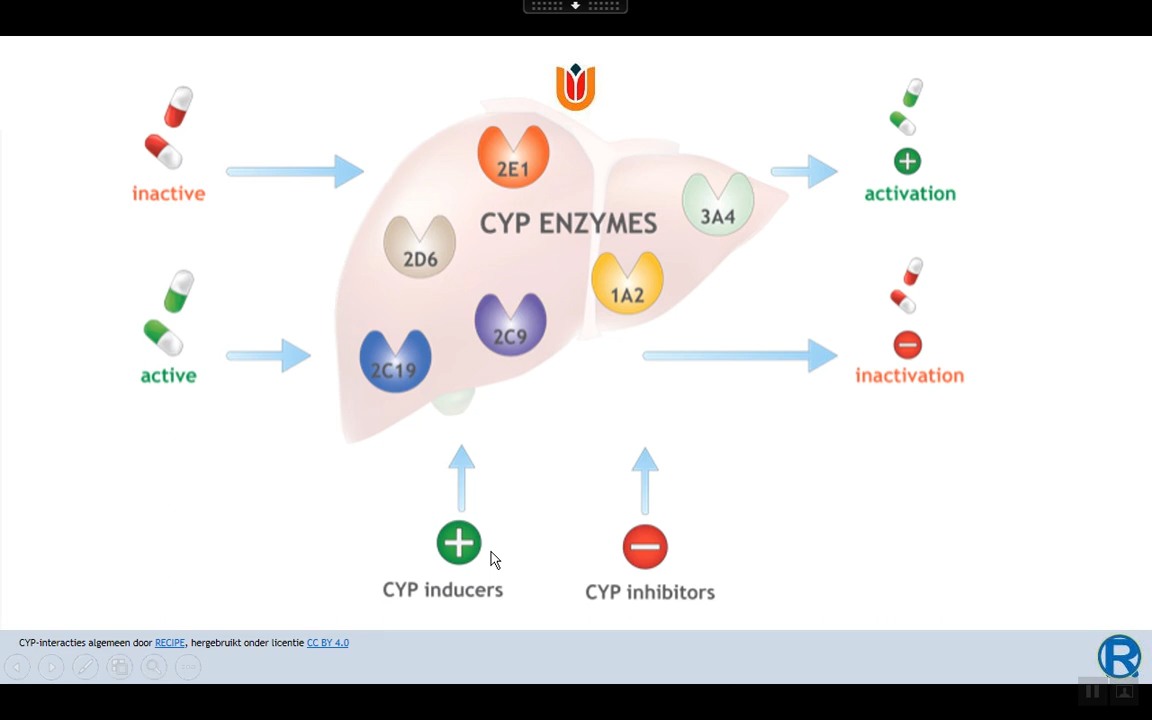 2E1
inactive
CYP ENZYMES
3A4
activation
2D6
1A2
2C9
2C19
active
inactivation
CYP inducers
CYP inhibitors
CYP-interacties algemeen door RECIPE, hergebruikt onder licentie CC BY 4.0
R